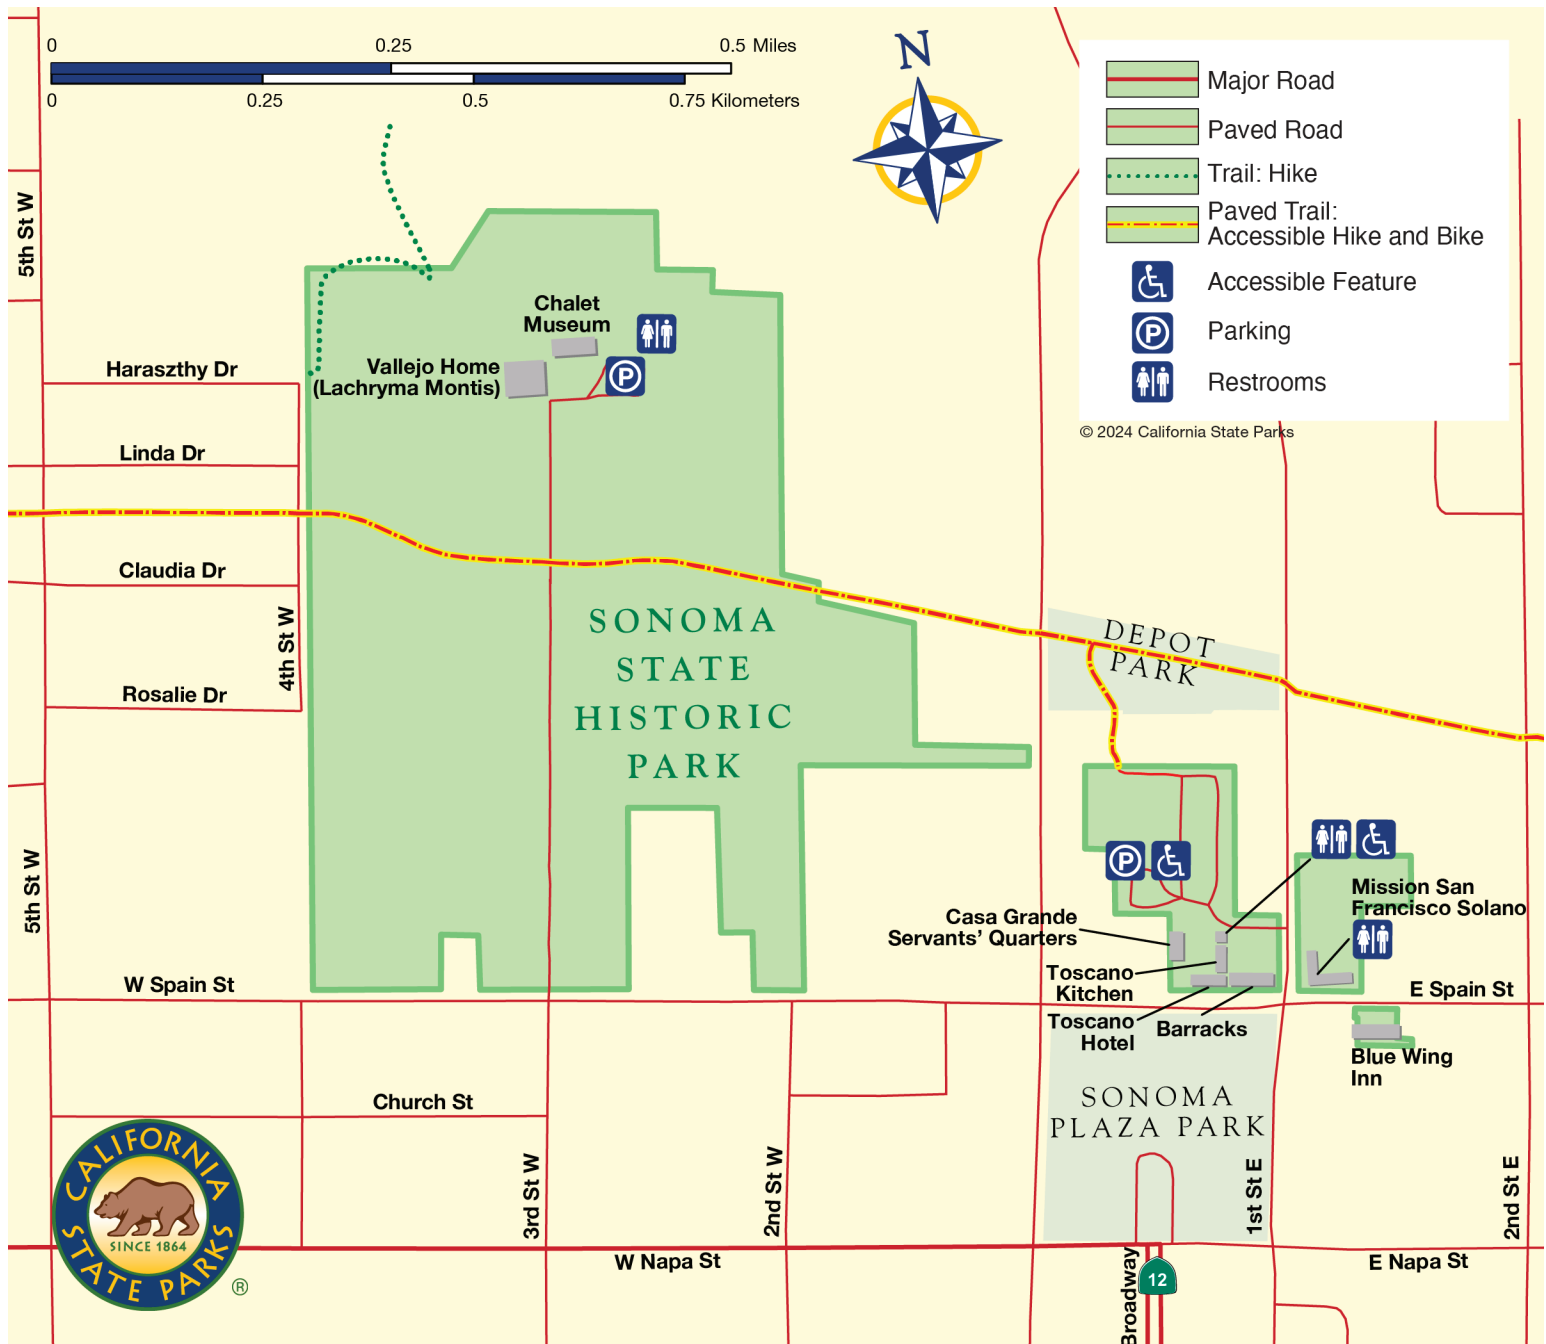 0 0.25 0.5 Miles
0 0.25 0.5 0.75 Kilometers
N
Major Road
Paved Road
Trail: Hike
Paved Trail:
Accessible Hike and Bike
Accessible Feature
P
Parking
Restrooms
© 2024 California State Parks
5th St W
Chalet
Museum
Vallejo Home
(Lachryma Montis)
P
Haraszthy Dr
Linda Dr
Claudia Dr
4th St W
Rosalie Dr
SONOMA
STATE
HISTORIC
PARK
DEPOT
PARK
5th St W
P
Mission San
Francisco Solano
Casa Grande
Servants’ Quarters
Toscano
Kitchen
Toscano
Hotel
Barracks
W Spain St
E Spain St
Blue Wing
Inn
SONOMA
PLAZA PARK
Church St
3rd St W
2nd St W
1st St E
2nd St E
W Napa St
E Napa St
Broadway
12
CALIFORNIA
SINCE 1864
STATE PARKS
®